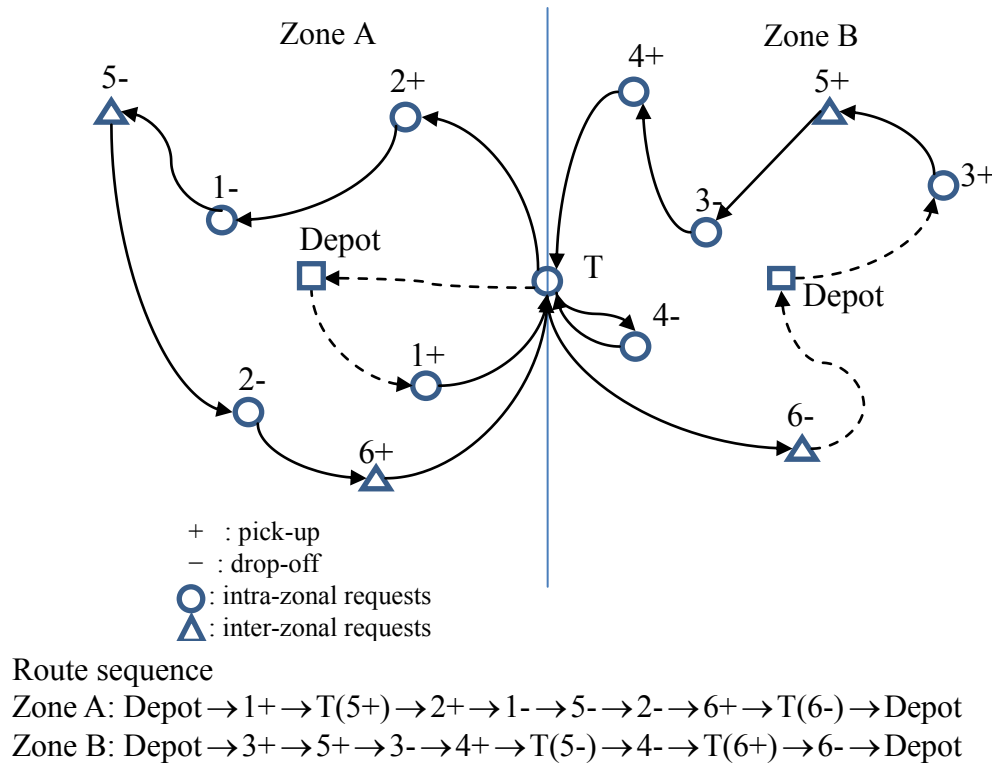 Zone A
Zone B
4+
5-
2+
5+
1-
3+
3-
Depot
T
Depot
4-
1+
2-
6-
6+
+ : pick-up
− : drop-off
: intra-zonal requests
: inter-zonal requests
Route sequence
Zone A: Depot→1+→T(5+)→2+→1-→5-→2-→6+→T(6-)→Depot
Zone B: Depot→3+→5+→3-→4+→T(5-)→4-→T(6+)→6-→Depot